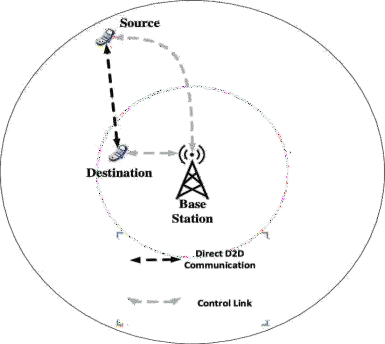 Source
Destination
Base
Station
Direct D2D
Communication
Control Link